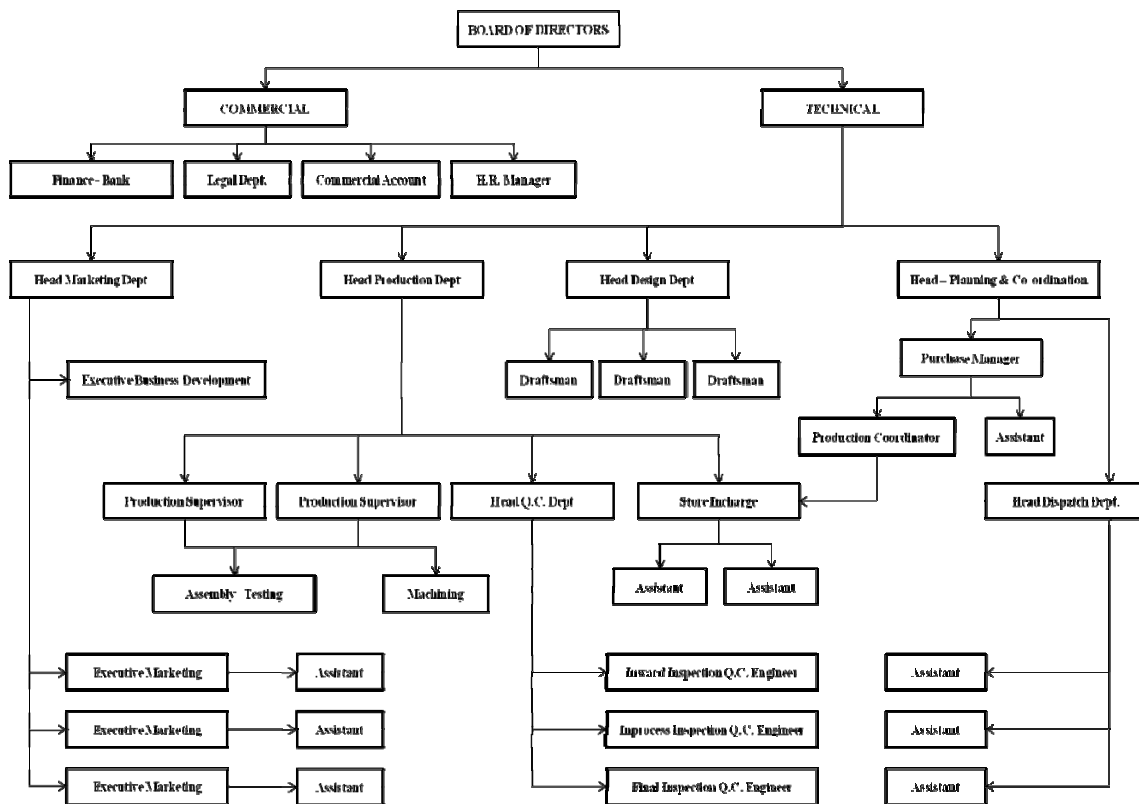 BOARD OF DIRECTORS
COMMERCIAL
TECHNICAL
Finance - Bank
Legal Dept.
Commercial Account
H.R. Manager
Head Marketing Dept
Head Production Dept
Head Design Dept
Head – Planning & Co-ordination
Purchase Manager
Executive Business Development
Draftsman
Draftsman
Draftsman
Production Coordinator
Assistant
Production Supervisor
Production Supervisor
Head Q.C. Dept
Store Incharge
Head Dispatch Dept.
Assembly Testing
Machining
Assistant
Assistant
Executive Marketing
Assistant
Inward Inspection Q.C. Engineer
Assistant
Executive Marketing
Assistant
Inprocess Inspection Q.C. Engineer
Assistant
Executive Marketing
Assistant
Final Inspection Q.C. Engineer
Assistant